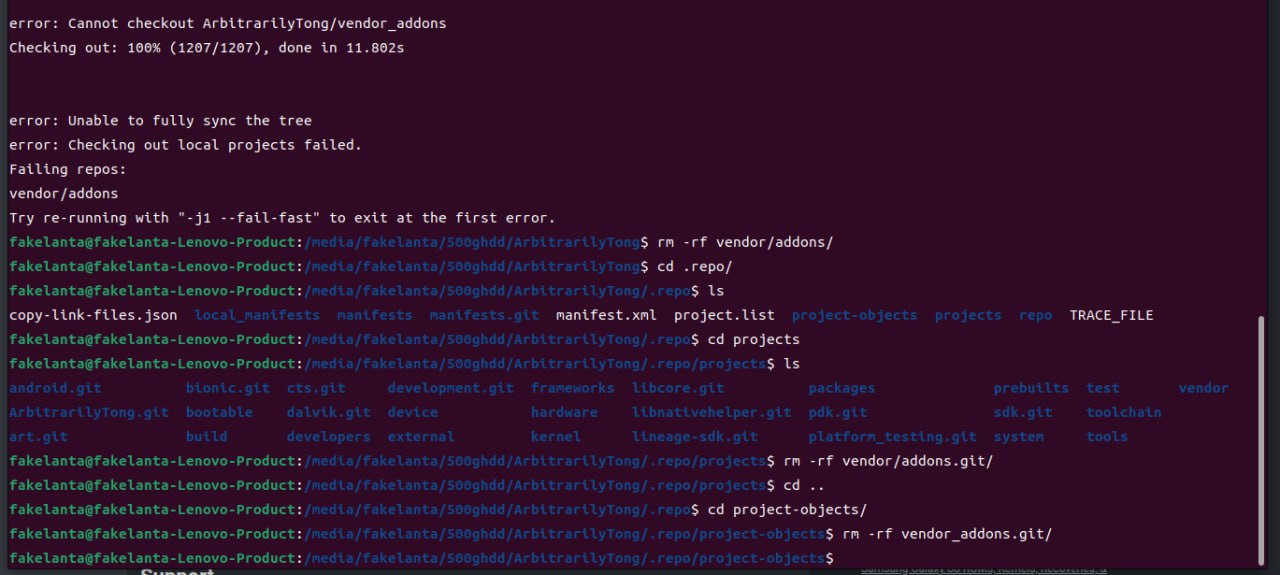 error: Cannot checkout ArbitrarilyTong/vendor_addons
Checking out: 100% (1207/1207), done in 11.802s
error: Unable to fully sync the tree
error: Checking out local projects failed.
Failing repos:
vendor/addons
Try re-running with "-j1 --fail-fast" to exit at the first error.
fakelanta@fakelanta-Lenovo-Product:/media/fakelanta/500ghdd/ArbitrarilyTong$ rm -rf vendor/addons/
fakelanta@fakelanta-Lenovo-Product:/media/fakelanta/500ghdd/ArbitrarilyTong$ cd .repo/
fakelanta@fakelanta-Lenovo-Product:/media/fakelanta/500ghdd/ArbitrarilyTong/.repo$ ls
copy-link-files.json local_manifests manifests manifests.git manifest.xml project.list project-objects projects repo TRACE_FILE
fakelanta@fakelanta-Lenovo-Product:/media/fakelanta/500ghdd/ArbitrarilyTong/.repo$ cd projects
fakelanta@fakelanta-Lenovo-Product:/media/fakelanta/500ghdd/ArbitrarilyTong/.repo/projects$ ls
android.git bionic.git cts.git development.git frameworks libcore.git packages prebuilts test vendor
ArbitrarilyTong.git bootable dalvik.git device hardware libnativehelper.git pdk.git sdk.git toolchain
art.git build developers external kernel lineage-sdk.git platform_testing.git system tools
fakelanta@fakelanta-Lenovo-Product:/media/fakelanta/500ghdd/ArbitrarilyTong/.repo/projects$ rm -rf vendor/addons.git/
fakelanta@fakelanta-Lenovo-Product:/media/fakelanta/500ghdd/ArbitrarilyTong/.repo/projects$ cd ..
fakelanta@fakelanta-Lenovo-Product:/media/fakelanta/500ghdd/ArbitrarilyTong/.repo$ cd project-objects/
fakelanta@fakelanta-Lenovo-Product:/media/fakelanta/500ghdd/ArbitrarilyTong/.repo/project-objects$ rm -rf vendor_addons.git/
fakelanta@fakelanta-Lenovo-Product:/media/fakelanta/500ghdd/ArbitrarilyTong/.repo/project-objects$
Support